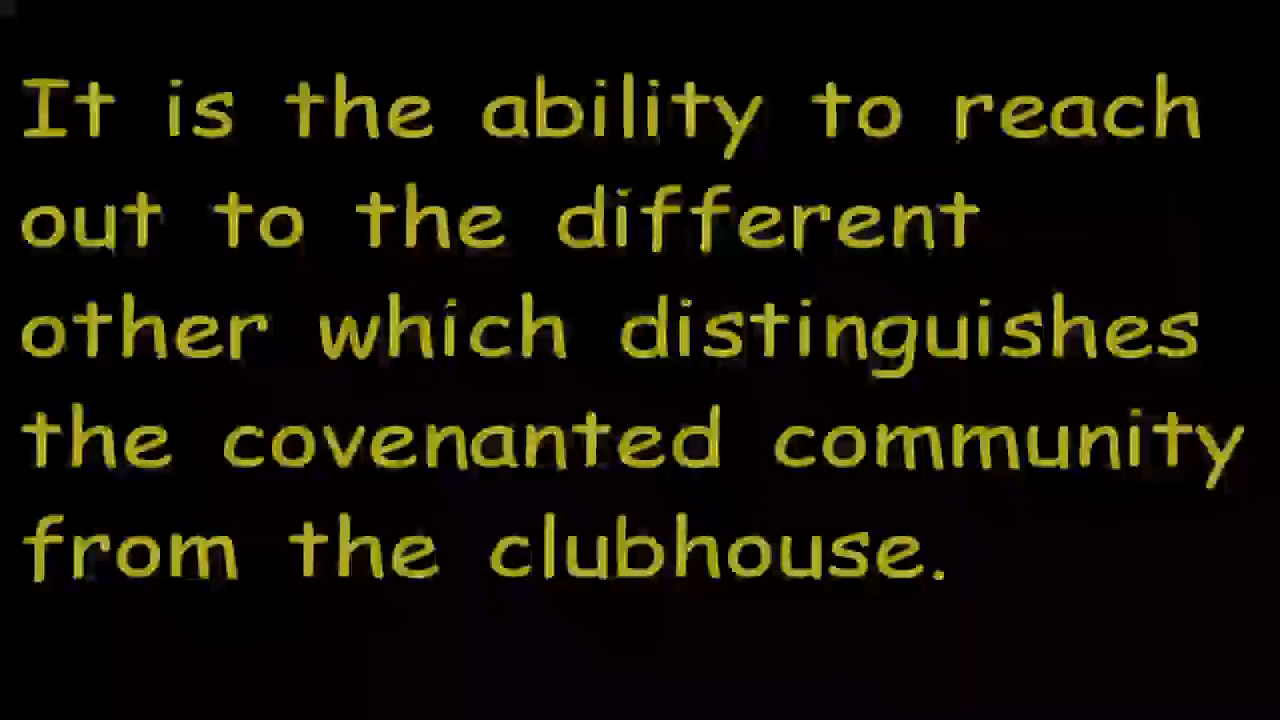 It is the ability to reach
out to the different
other which distinguishes
the covenanted community
from the clubhouse.